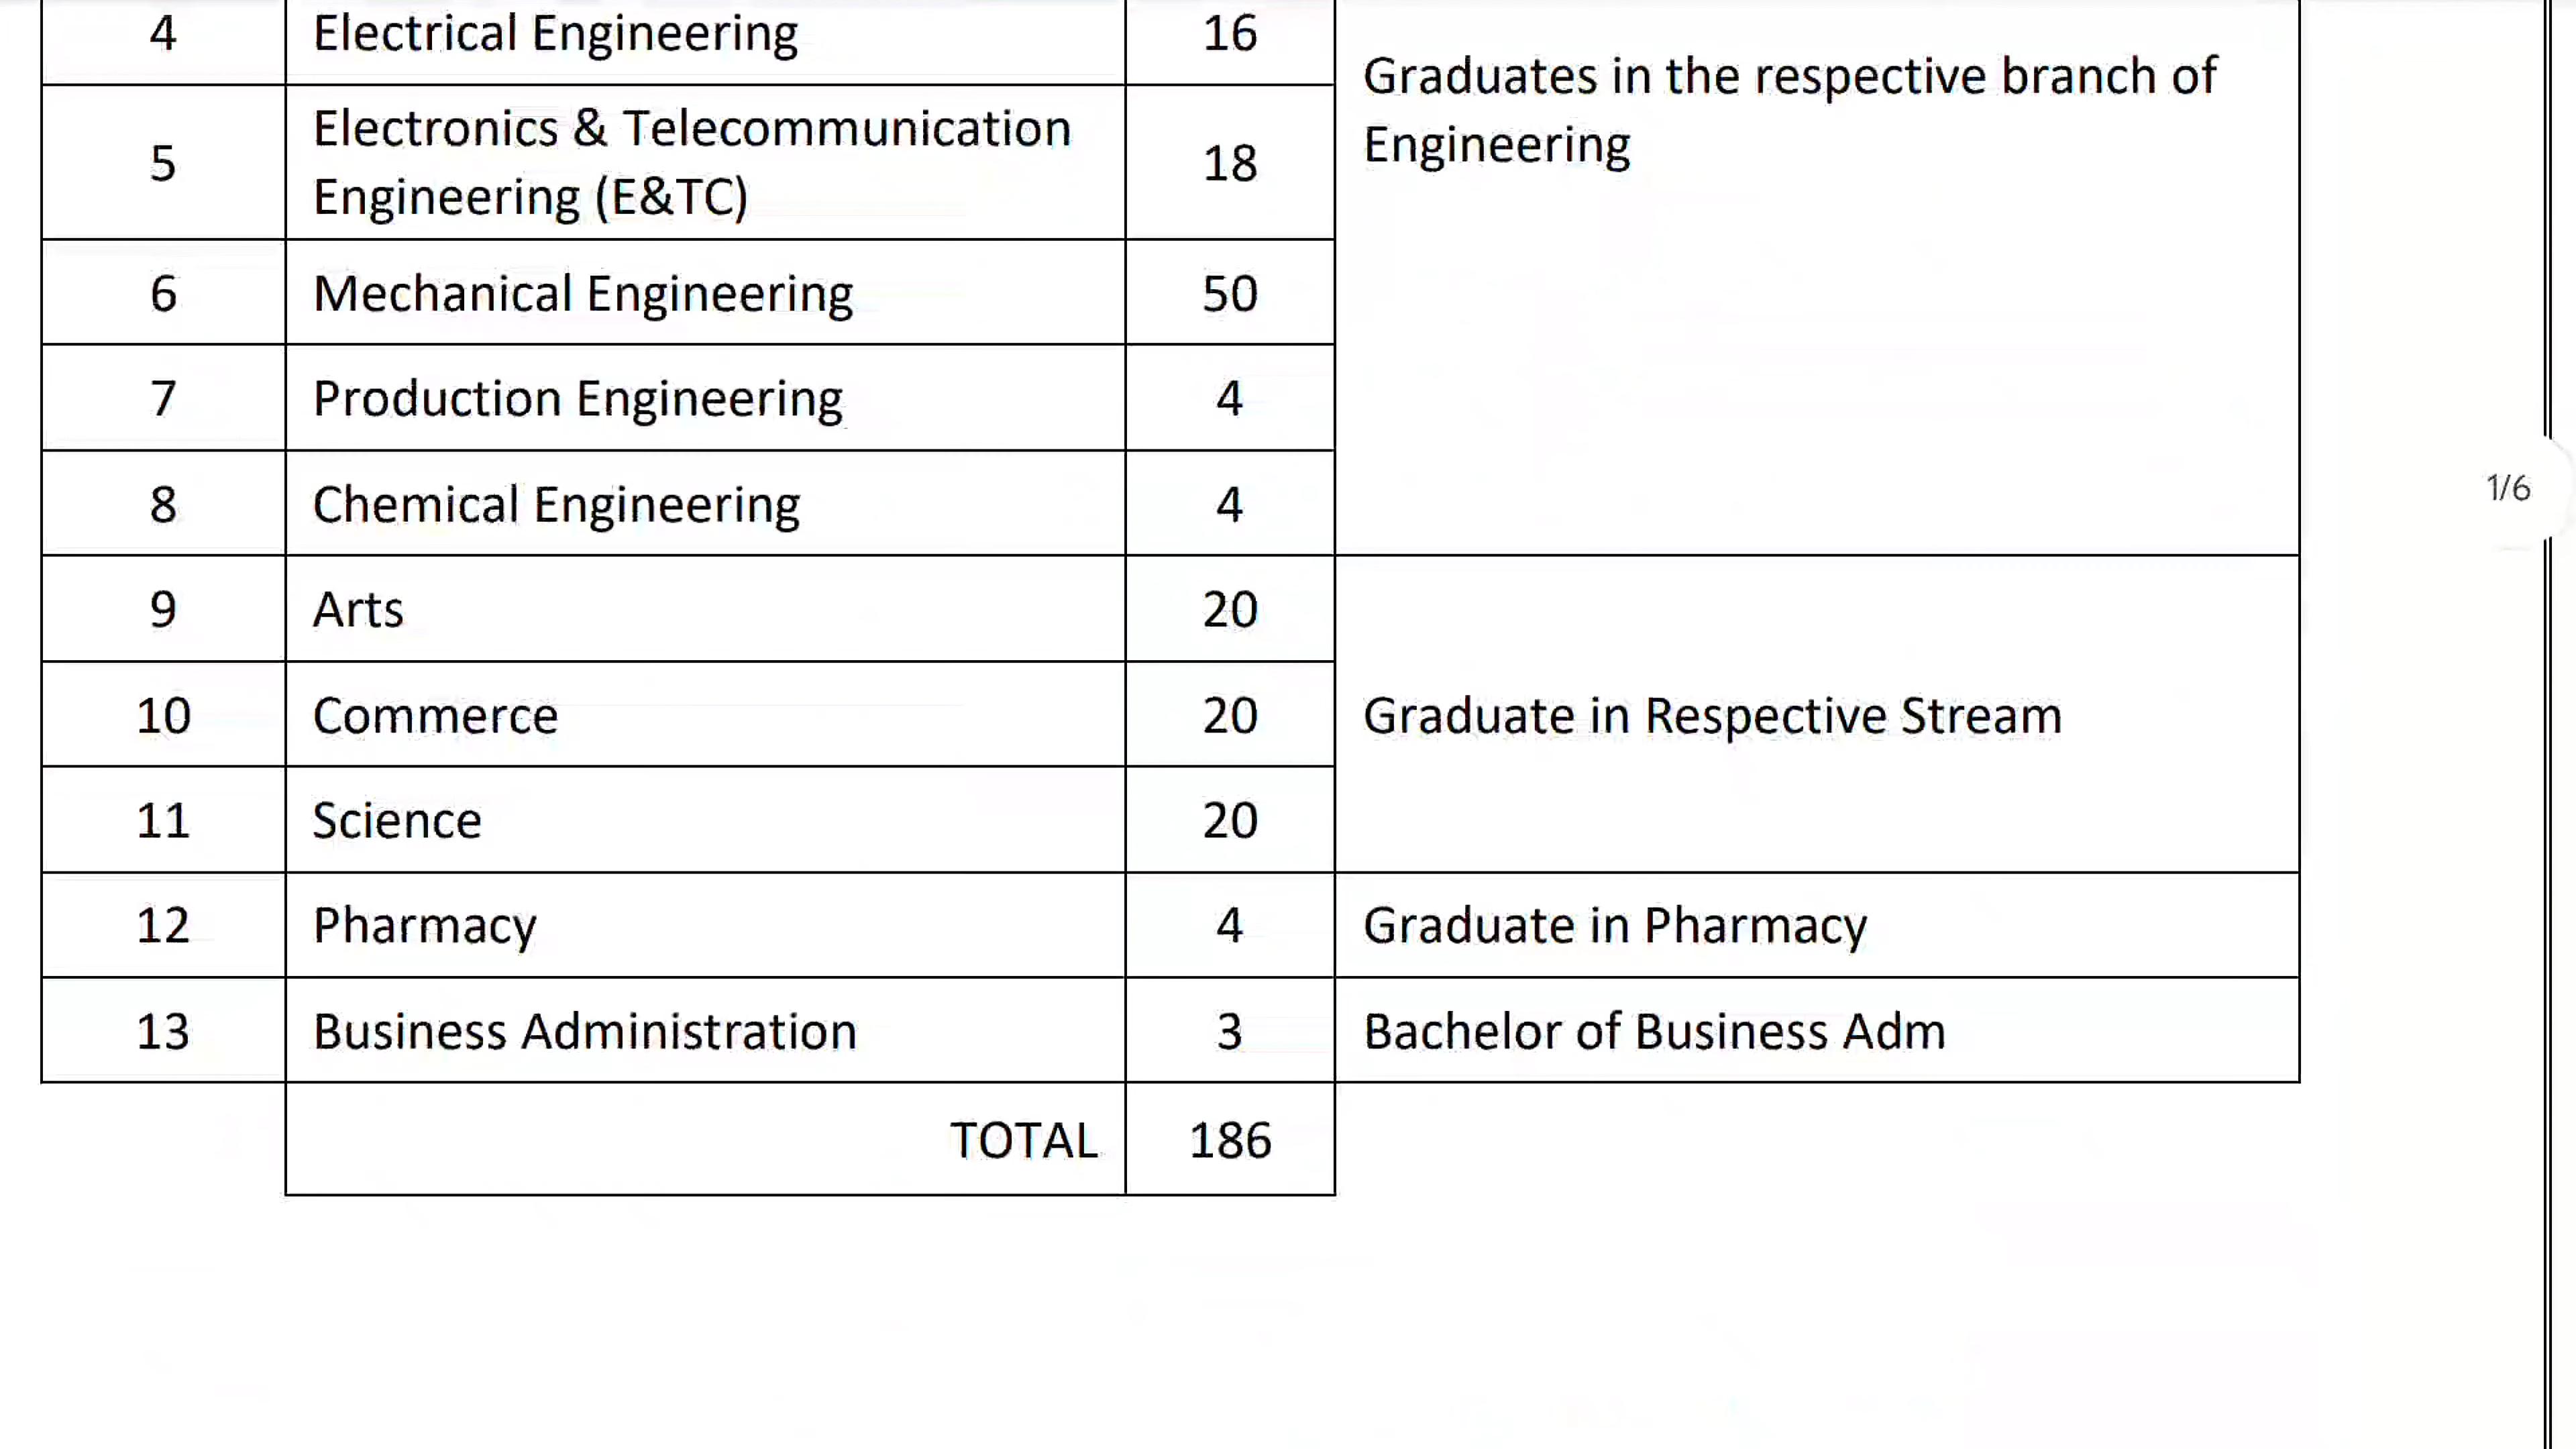 4 Electrical Engineering 16
Graduates in the respective branch of
Engineering
5 Electronics & Telecommunication
Engineering (E&TC) 18
6 Mechanical Engineering 50
7 Production Engineering 4
8 Chemical Engineering 4
9 Arts 20
10 Commerce 20 Graduate in Respective Stream
11 Science 20
12 Pharmacy 4 Graduate in Pharmacy
13 Business Administration 3 Bachelor of Business Adm
TOTAL 186
1/6